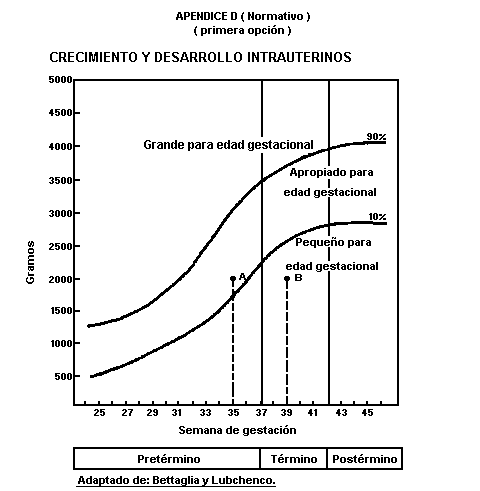 APENDICE D ( Normativo )
( primera opción )
CRECIMIENTO Y DESARROLLO INTRAUTERINOS
5000
4500
4000
3500
3000
2500
2000
1500
1000
500
Gramos
90%
Grande para edad gestacional
Apropiado para
edad gestacional
10%
Pequeño para
edad gestacional
A
B
25 27 29 31 33 35 37 39 41 43 45
Semana de gestación
Pretérmino Término Postérmino
Adaptado de: Bettaglia y Lubchenco.